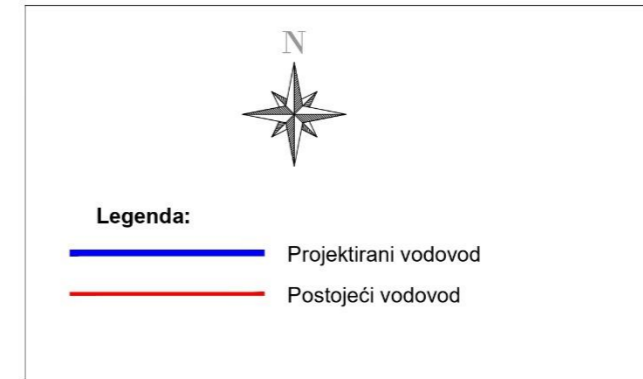 N
Legenda:
Projektirani vodovod
Postojeći vodovod